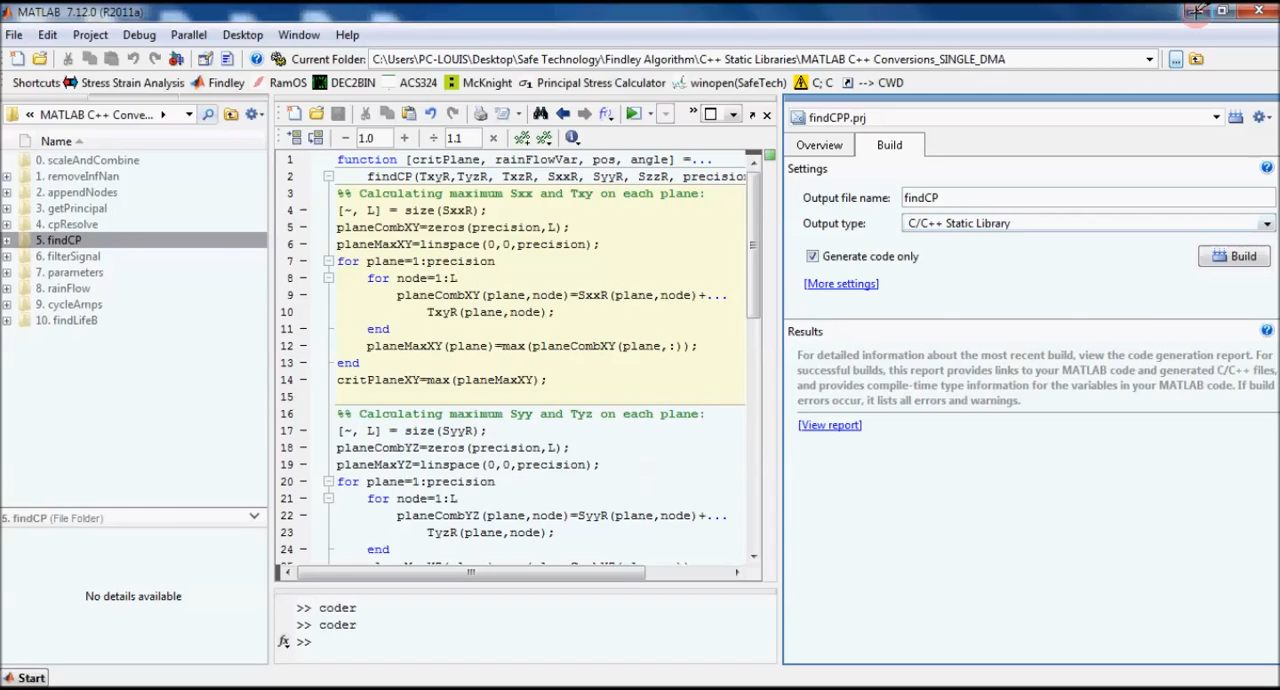 MATLAB 7.12.0 (R2011a)
File Edit Project Debug Parallel Desktop Window Help
Current Folder: C:\Users\PC-LOUIS\Desktop\Safe Technology\Findley Algorithm\C++ Static Libraries\MATLAB C++ Conversions_SINGLE_DMA
Shortcuts Stress Strain Analysis Findley RamOS DEC2BIN ACS324 McKnight Principal Stress Calculator winopen(SafeTech) C; C --> CWD
« MATLAB C++ Conve...
Name
0. scaleAndCombine
1. removeInfNan
2. appendNodes
3. getPrincipal
4. cpResolve
5. findCP
6. filterSignal
7. parameters
8. rainFlow
9. cycleAmps
10. findLifeB
5. findCP (File Folder)
No details available
− 1.0 + ÷ 1.1 ×
1 function [critPlane, rainFlowVar, pos, angle] =...
2 findCP(TxyR,TyzR, TxzR, SxxR, SyyR, SzzR, precision
3 %% Calculating maximum Sxx and Txy on each plane:
4 − [~, L] = size(SxxR);
5 − planeCombXY=zeros(precision,L);
6 − planeMaxXY=linspace(0,0,precision);
7 − for plane=1:precision
8 − for node=1:L
9 − planeCombXY(plane,node)=SxxR(plane,node)+...
10 TxyR(plane,node);
11 − end
12 − planeMaxXY(plane)=max(planeCombXY(plane,:));
13 − end
14 − critPlaneXY=max(planeMaxXY);
15
16 %% Calculating maximum Syy and Tyz on each plane:
17 − [~, L] = size(SyyR);
18 − planeCombYZ=zeros(precision,L);
19 − planeMaxYZ=linspace(0,0,precision);
20 − for plane=1:precision
21 − for node=1:L
22 − planeCombYZ(plane,node)=SyyR(plane,node)+...
23 TyzR(plane,node);
24 − end
>> coder
>> coder
fx >>
findCPP.prj
Overview Build
Settings
Output file name: findCP
Output type: C/C++ Static Library
Generate code only Build
[More settings]
Results
For detailed information about the most recent build, view the code generation report. For
successful builds, this report provides links to your MATLAB code and generated C/C++ files,
and provides compile-time type information for the variables in your MATLAB code. If build
errors occur, it lists all errors and warnings.
[View report]
Start